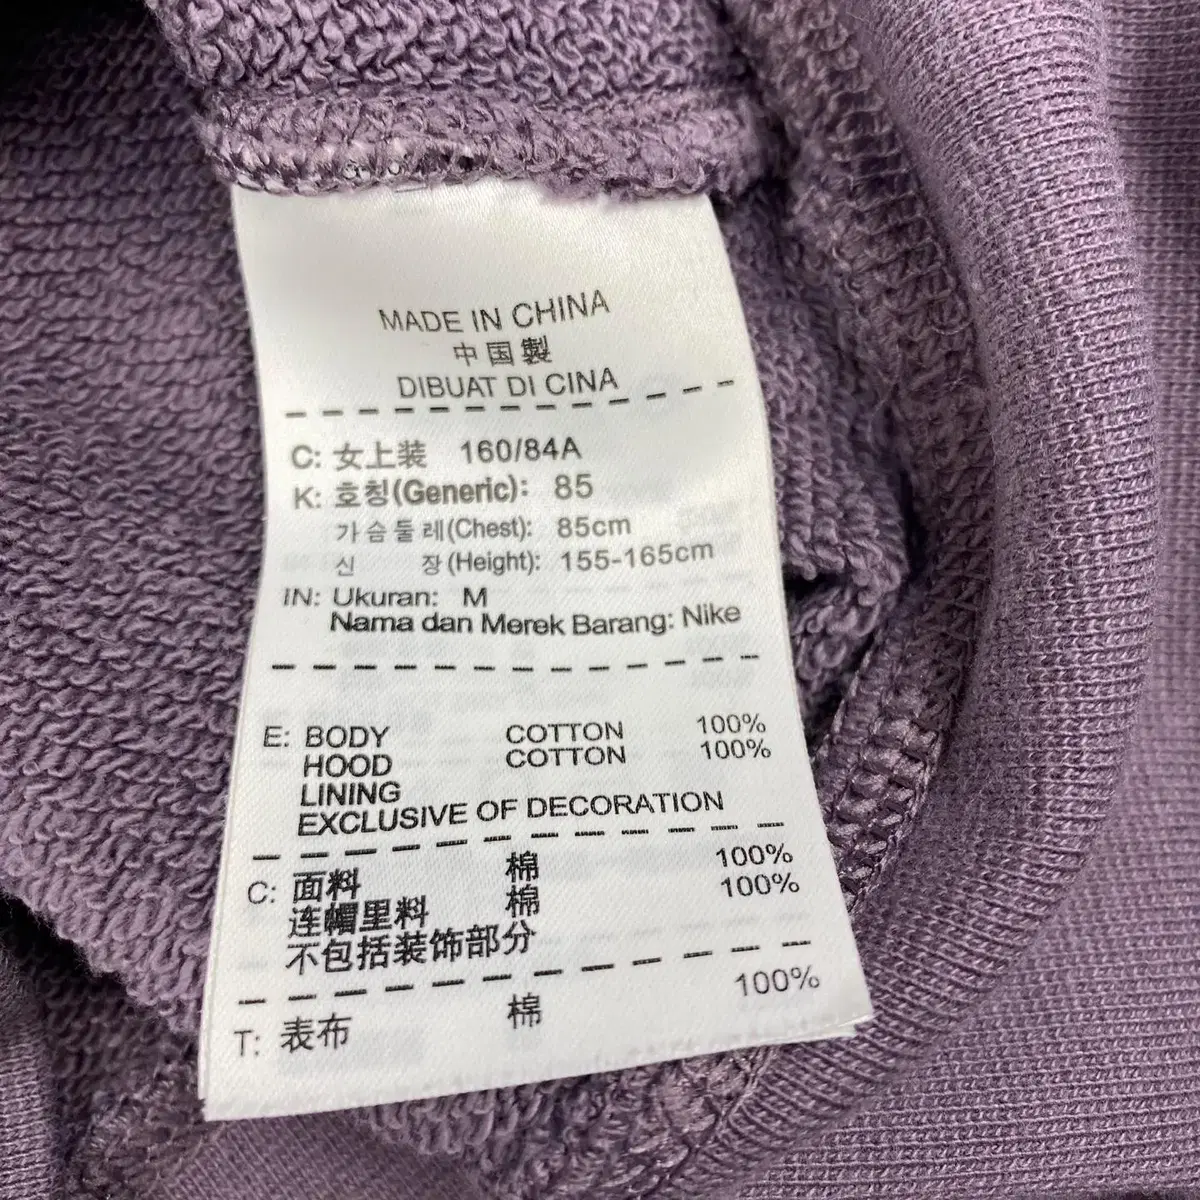 MADE IN CHINA
中国製
DIBUAT DI CINA
C: 女上装 160/84A
K: 호칭(Generic): 85
가슴둘레(Chest): 85cm
신 장(Height): 155-165cm
IN: Ukuran: M
Nama dan Merek Barang: Nike
E: BODY COTTON 100%
HOOD COTTON 100%
LINING
EXCLUSIVE OF DECORATION
C: 面料 棉 100%
连帽里料 棉 100%
不包括装饰部分
T: 表布 棉 100%